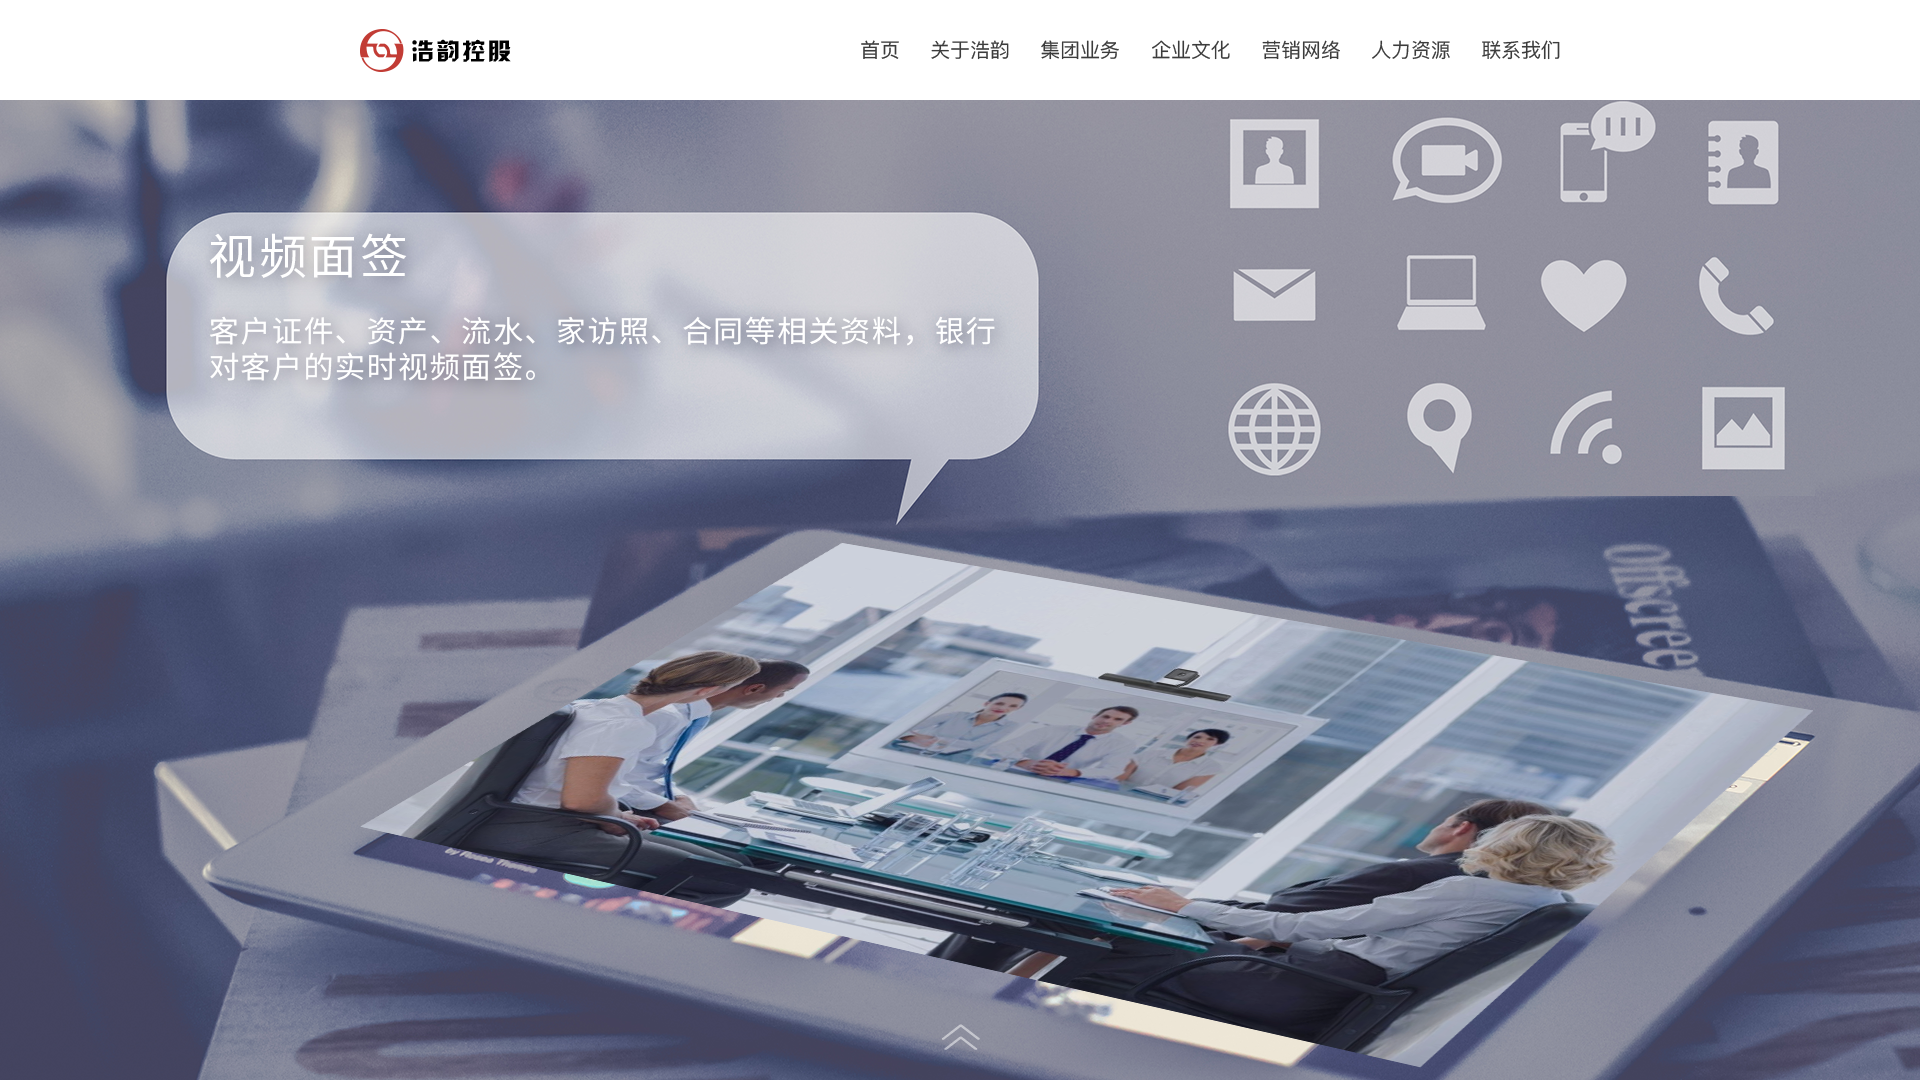 浩韵控股
首页 关于浩韵 集团业务 企业文化 营销网络 人力资源 联系我们
视频面签
客户证件、资产、流水、家访照、合同等相关资料，银行
对客户的实时视频面签。
Offscree